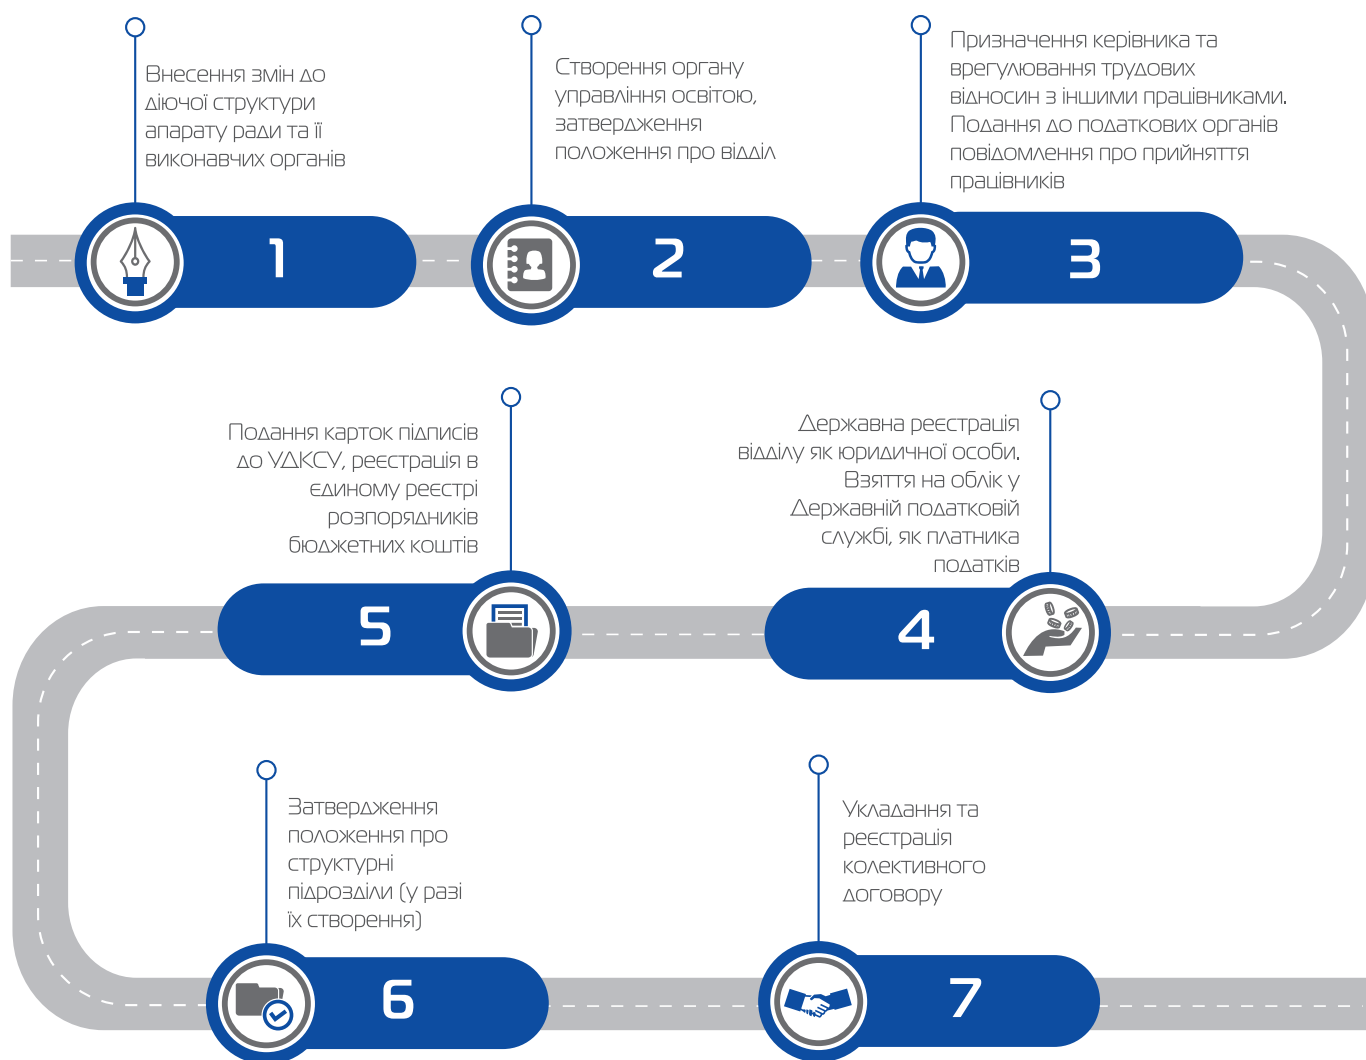 Внесення змін до
діючої структури
апарату ради та її
виконавчих органів
1
Створення органу
управління освітою,
затвердження
положення про відділ
2
Призначення керівника та
врегулювання трудових
відносин з іншими працівниками.
Подання до податкових органів
повідомлення про прийняття
працівників
3
Державна реєстрація
відділу як юридичної особи.
Взяття на облік у
Державній податковій
службі, як платника
податків
4
Подання карток підписів
до УДКСУ, реєстрація в
єдиному реєстрі
розпорядників
бюджетних коштів
5
Затвердження
положення про
структурні
підрозділи (у разі
їх створення)
6
Укладання та
реєстрація
колективного
договору
7